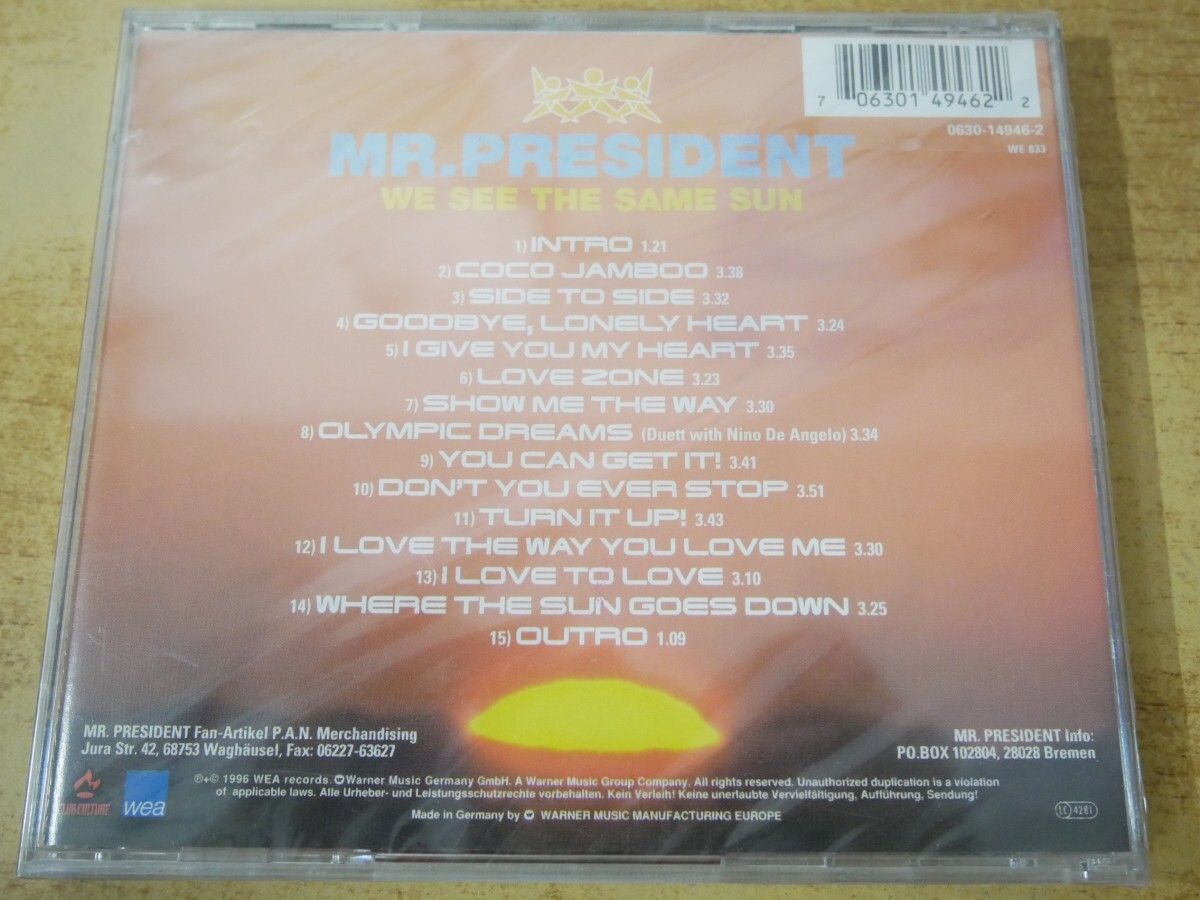 7 06301 49462 2
0630-14946-2
WE 833
MR.PRESIDENT
WE SEE THE SAME SUN
1) INTRO 1.21
2) COCO JAMBOO 3.38
3) SIDE TO SIDE 3.32
4) GOODBYE, LONELY HEART 3.24
5) I GIVE YOU MY HEART 3.35
6) LOVE ZONE 3.23
7) SHOW ME THE WAY 3.30
8) OLYMPIC DREAMS (Duett with Nino De Angelo) 3.34
9) YOU CAN GET IT! 3.41
10) DON'T YOU EVER STOP 3.51
11) TURN IT UP! 3.43
12) I LOVE THE WAY YOU LOVE ME 3.30
13) I LOVE TO LOVE 3.10
14) WHERE THE SUN GOES DOWN 3.25
15) OUTRO 1.09
MR. PRESIDENT Fan-Artikel P.A.N. Merchandising
Jura Str. 42, 68753 Waghäusel, Fax: 06227-63627
MR. PRESIDENT Info:
PO.BOX 102804, 28028 Bremen
CLUB CULTURE
wea
℗+© 1996 WEA records. Warner Music Germany GmbH. A Warner Music Group Company. All rights reserved. Unauthorized duplication is a violation
of applicable laws. Alle Urheber- und Leistungsschutzrechte vorbehalten. Kein Verleih! Keine unerlaubte Vervielfältigung, Aufführung, Sendung!
Made in Germany by WARNER MUSIC MANUFACTURING EUROPE
LC 4281